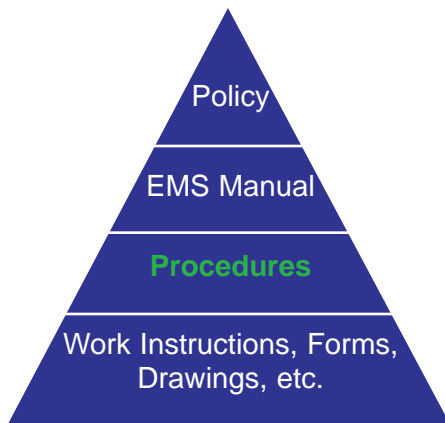 Policy
EMS Manual
Procedures
Work Instructions, Forms,
Drawings, etc.